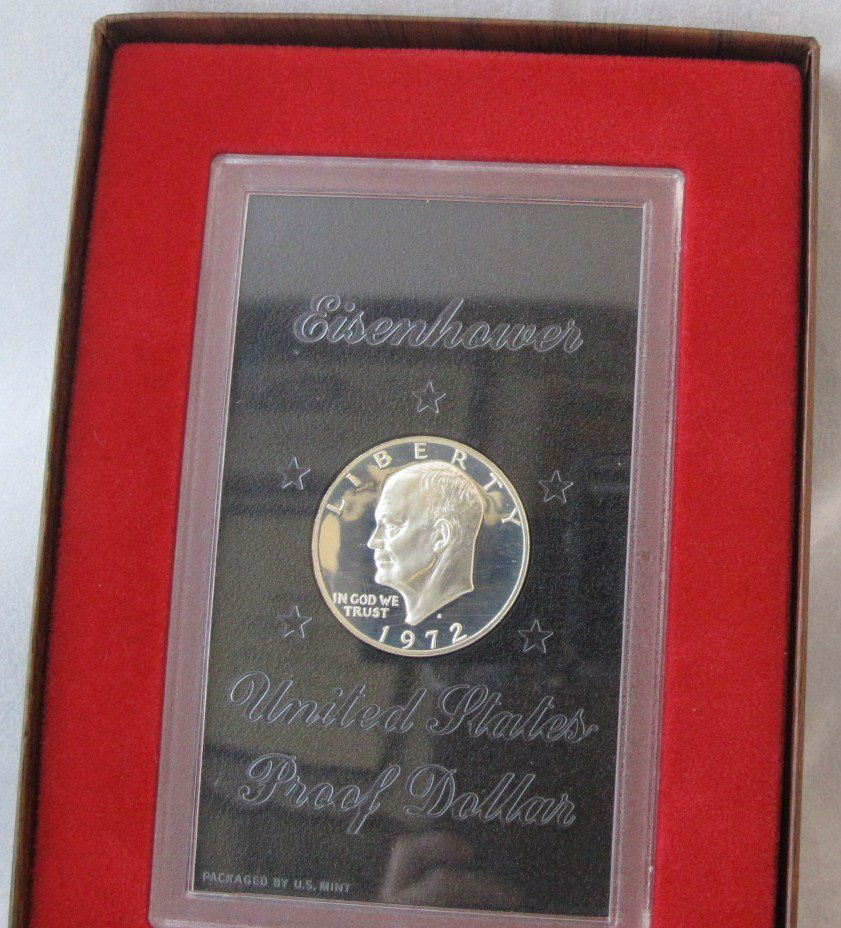 Eisenhower
LIBERTY
IN GOD WE
TRUST
S
1972
United States
Proof Dollar
PACKAGED BY U.S. MINT